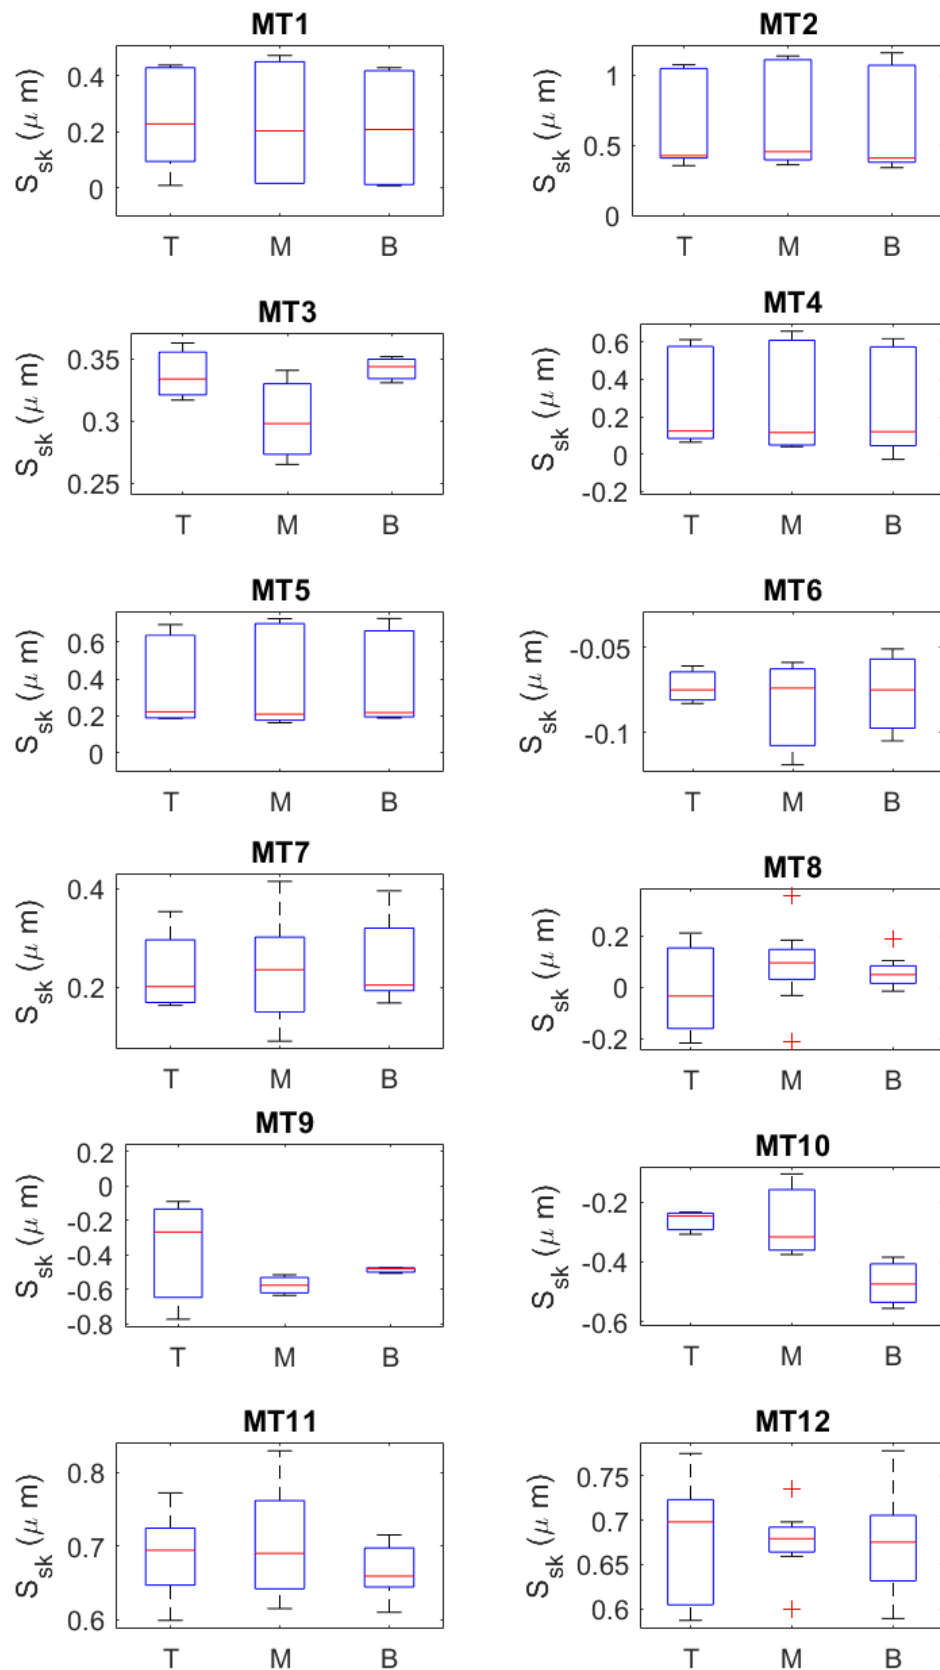 MT1
S_sk (μ m)
0.4
0.2
0
T M B
MT2
S_sk (μ m)
1
0.5
0
T M B
MT3
S_sk (μ m)
0.35
0.3
0.25
T M B
MT4
S_sk (μ m)
0.6
0.4
0.2
0
-0.2
T M B
MT5
S_sk (μ m)
0.6
0.4
0.2
0
T M B
MT6
S_sk (μ m)
-0.05
-0.1
T M B
MT7
S_sk (μ m)
0.4
0.2
T M B
MT8
S_sk (μ m)
0.2
0
-0.2
T M B
MT9
S_sk (μ m)
0.2
0
-0.2
-0.4
-0.6
-0.8
T M B
MT10
S_sk (μ m)
-0.2
-0.4
-0.6
T M B
MT11
S_sk (μ m)
0.8
0.7
0.6
T M B
MT12
S_sk (μ m)
0.75
0.7
0.65
0.6
T M B